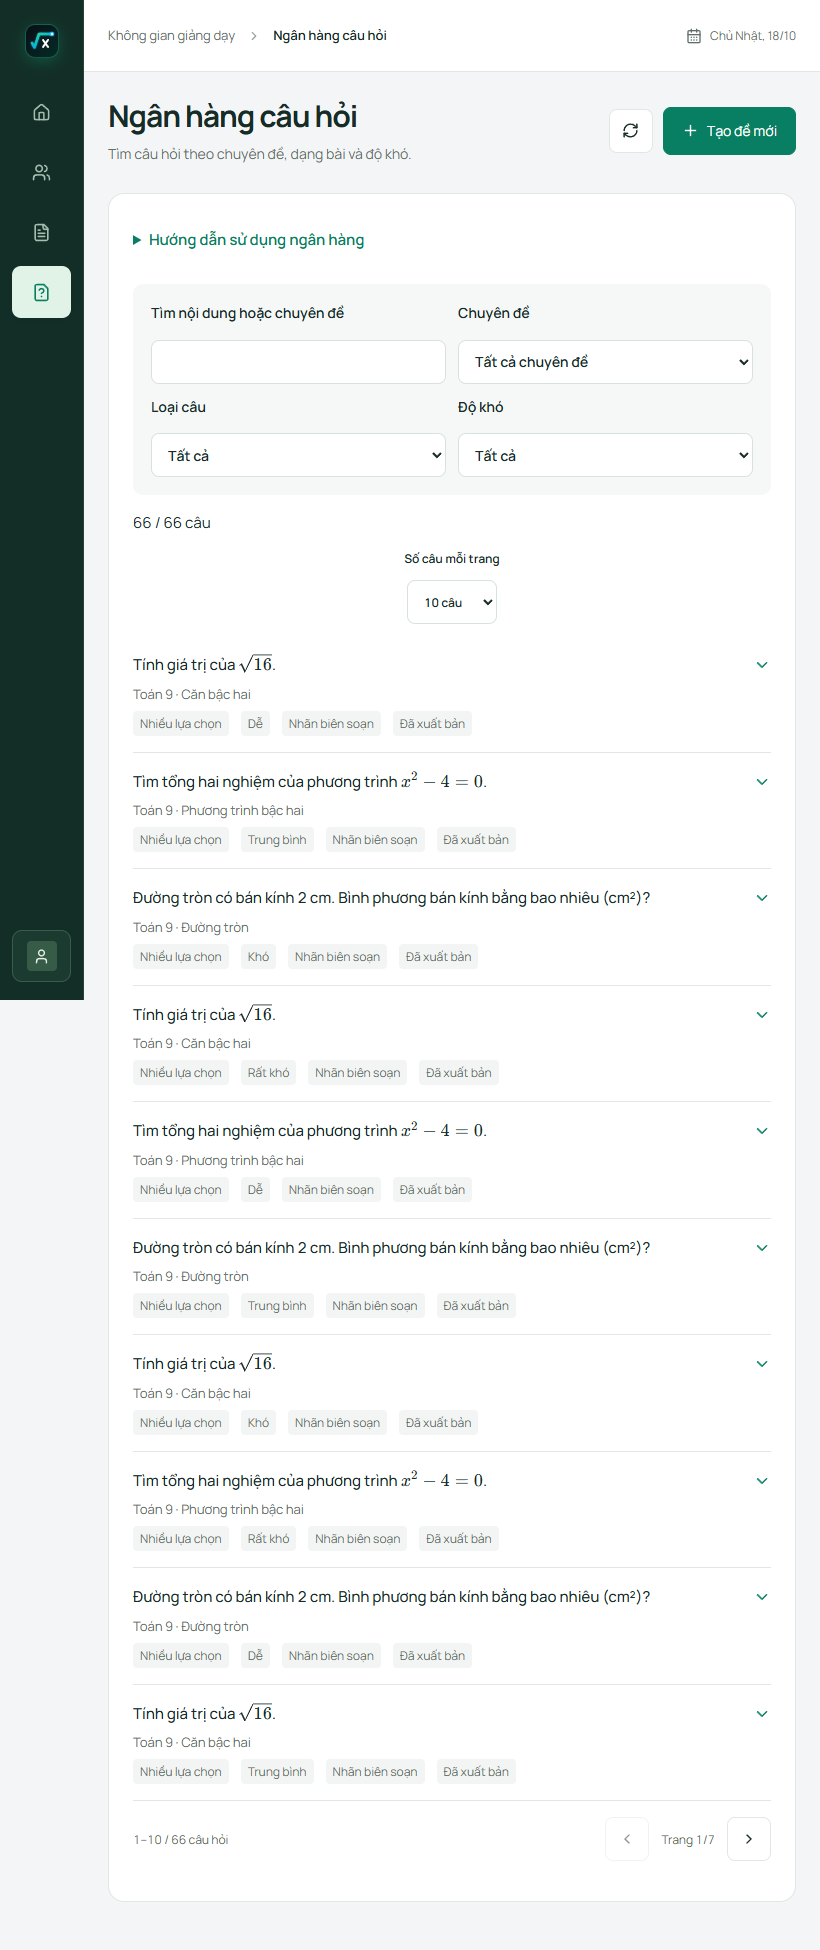 √x
Không gian giảng dạy > Ngân hàng câu hỏi
Chủ Nhật, 18/10
Ngân hàng câu hỏi
Tìm câu hỏi theo chuyên đề, dạng bài và độ khó.
+ Tạo đề mới
Hướng dẫn sử dụng ngân hàng
Tìm nội dung hoặc chuyên đề
Chuyên đề
Tất cả chuyên đề
Loại câu
Độ khó
Tất cả
Tất cả
66 / 66 câu
Số câu mỗi trang
10 câu
Tính giá trị của √16.
Toán 9 · Căn bậc hai
Nhiều lựa chọn Dễ Nhãn biên soạn Đã xuất bản
Tìm tổng hai nghiệm của phương trình x² − 4 = 0.
Toán 9 · Phương trình bậc hai
Nhiều lựa chọn Trung bình Nhãn biên soạn Đã xuất bản
Đường tròn có bán kính 2 cm. Bình phương bán kính bằng bao nhiêu (cm²)?
Toán 9 · Đường tròn
Nhiều lựa chọn Khó Nhãn biên soạn Đã xuất bản
Tính giá trị của √16.
Toán 9 · Căn bậc hai
Nhiều lựa chọn Rất khó Nhãn biên soạn Đã xuất bản
Tìm tổng hai nghiệm của phương trình x² − 4 = 0.
Toán 9 · Phương trình bậc hai
Nhiều lựa chọn Dễ Nhãn biên soạn Đã xuất bản
Đường tròn có bán kính 2 cm. Bình phương bán kính bằng bao nhiêu (cm²)?
Toán 9 · Đường tròn
Nhiều lựa chọn Trung bình Nhãn biên soạn Đã xuất bản
Tính giá trị của √16.
Toán 9 · Căn bậc hai
Nhiều lựa chọn Khó Nhãn biên soạn Đã xuất bản
Tìm tổng hai nghiệm của phương trình x² − 4 = 0.
Toán 9 · Phương trình bậc hai
Nhiều lựa chọn Rất khó Nhãn biên soạn Đã xuất bản
Đường tròn có bán kính 2 cm. Bình phương bán kính bằng bao nhiêu (cm²)?
Toán 9 · Đường tròn
Nhiều lựa chọn Dễ Nhãn biên soạn Đã xuất bản
Tính giá trị của √16.
Toán 9 · Căn bậc hai
Nhiều lựa chọn Trung bình Nhãn biên soạn Đã xuất bản
1–10 / 66 câu hỏi
Trang 1/7